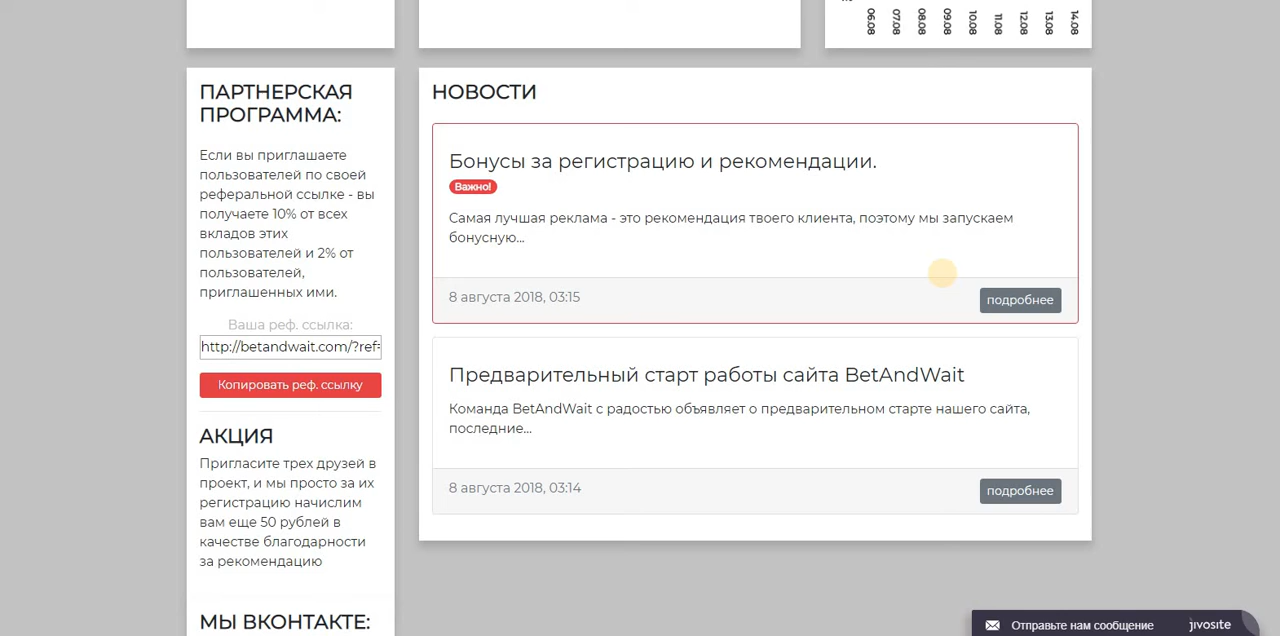 06.08
07.08
08.08
09.08
10.08
11.08
12.08
13.08
14.08
ПАРТНЕРСКАЯ
ПРОГРАММА:
Если вы приглашаете
пользователей по своей
реферальной ссылке - вы
получаете 10% от всех
вкладов этих
пользователей и 2% от
пользователей,
приглашенных ими.
Ваша реф. ссылка:
http://betandwait.com/?ref=
Копировать реф. ссылку
АКЦИЯ
Пригласите трех друзей в
проект, и мы просто за их
регистрацию начислим
вам еще 50 рублей в
качестве благодарности
за рекомендацию
МЫ ВКОНТАКТЕ:
НОВОСТИ
Бонусы за регистрацию и рекомендации.
Важно!
Самая лучшая реклама - это рекомендация твоего клиента, поэтому мы запускаем
бонусную...
8 августа 2018, 03:15
подробнее
Предварительный старт работы сайта BetAndWait
Команда BetAndWait с радостью объявляет о предварительном старте нашего сайта,
последние...
8 августа 2018, 03:14
подробнее
Отправьте нам сообщение
jivosite